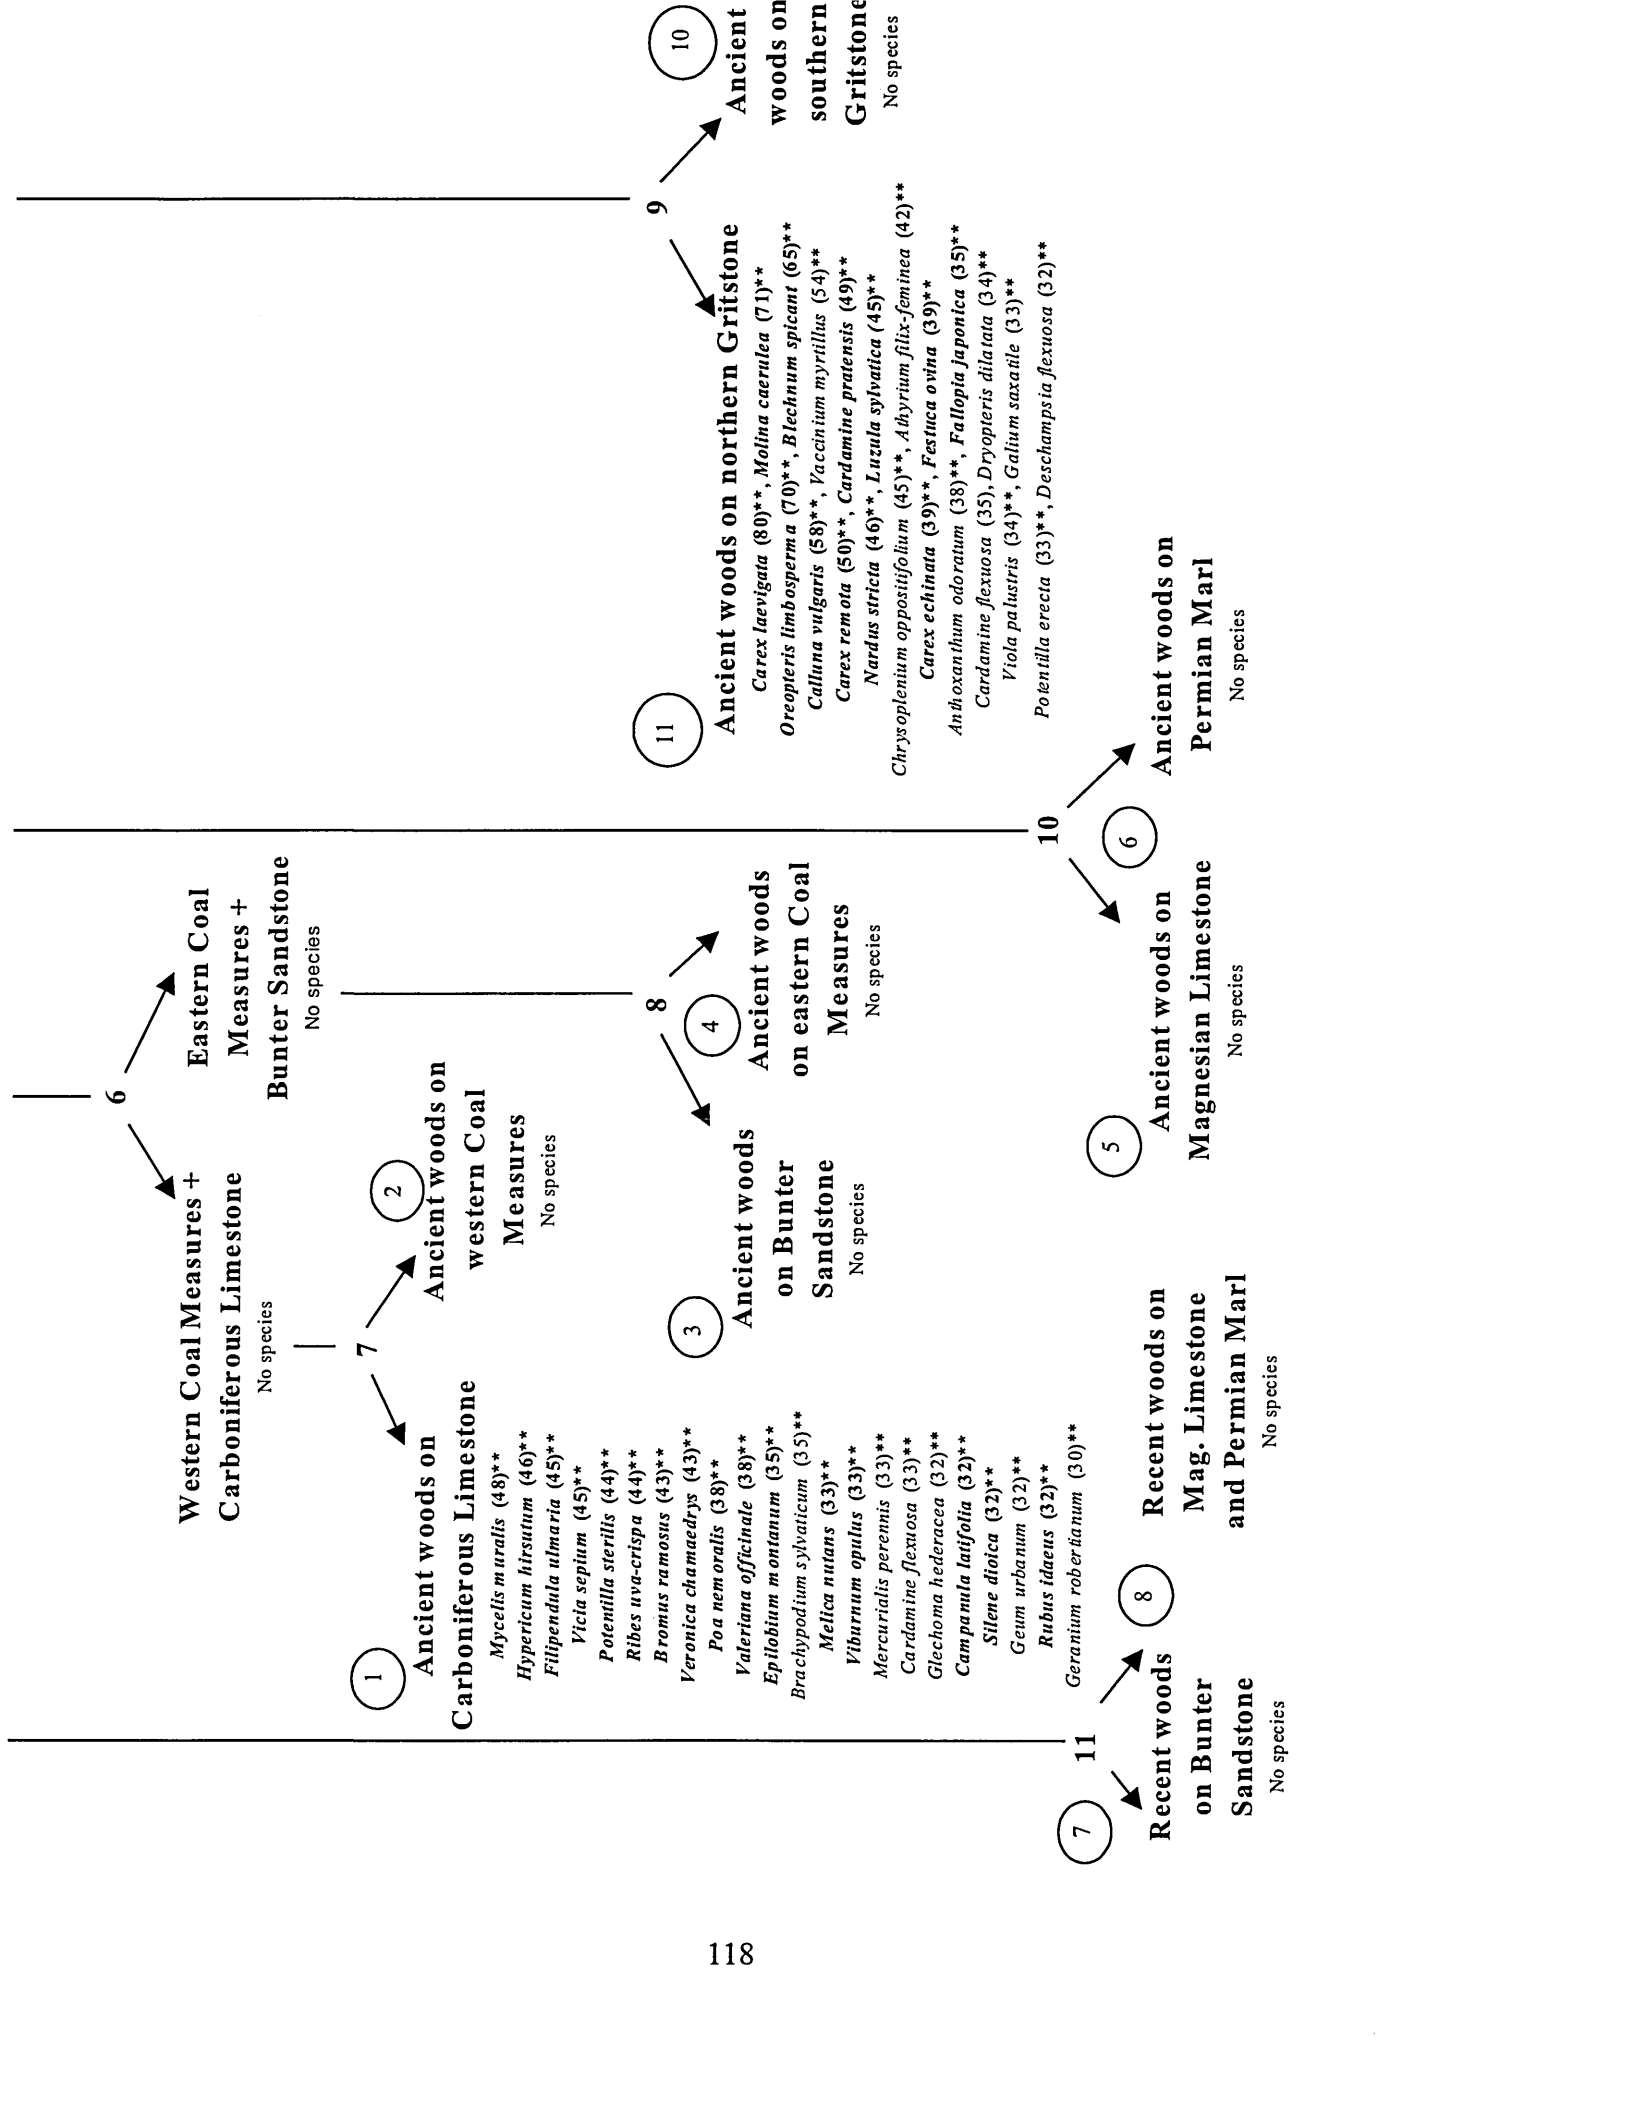 6
Western Coal Measures +
Carboniferous Limestone
No species
Eastern Coal
Measures +
Bunter Sandstone
No species
7
1
Ancient woods on
Carboniferous Limestone
Mycelis muralis (48)**
Hypericum hirsutum (46)**
Filipendula ulmaria (45)**
Vicia sepium (45)**
Potentilla sterilis (44)**
Ribes uva-crispa (44)**
Bromus ramosus (43)**
Veronica chamaedrys (43)**
Poa nemoralis (38)**
Valeriana officinale (38)**
Epilobium montanum (35)**
Brachypodium sylvaticum (35)**
Melica nutans (33)**
Viburnum opulus (33)**
Mercurialis perennis (33)**
Cardamine flexuosa (33)**
Glechoma hederacea (32)**
Campanula latifolia (32)**
Silene dioica (32)**
Geum urbanum (32)**
Rubus idaeus (32)**
Geranium robertianum (30)**
2
Ancient woods on
western Coal
Measures
No species
8
3
Ancient woods
on Bunter
Sandstone
No species
4
Ancient woods
on eastern Coal
Measures
No species
9
11
Ancient woods on northern Gritstone
Carex laevigata (80)**, Molina caerulea (71)**
Oreopteris limbosperma (70)**, Blechnum spicant (65)**
Calluna vulgaris (58)**, Vaccinium myrtillus (54)**
Carex remota (50)**, Cardamine pratensis (49)**
Nardus stricta (46)**, Luzula sylvatica (45)**
Chrysoplenium oppositifolium (45)**, Athyrium filix-feminea (42)**
Carex echinata (39)**, Festuca ovina (39)**
Anthoxanthum odoratum (38)**, Fallopia japonica (35)**
Cardamine flexuosa (35), Dryopteris dilatata (34)**
Viola palustris (34)**, Galium saxatile (33)**
Potentilla erecta (33)**, Deschampsia flexuosa (32)**
10
Ancient
woods on
southern
Gritstone
No species
10
5
Ancient woods on
Magnesian Limestone
No species
6
Ancient woods on
Permian Marl
No species
11
7
Recent woods
on Bunter
Sandstone
No species
8
Recent woods on
Mag. Limestone
and Permian Marl
No species
118